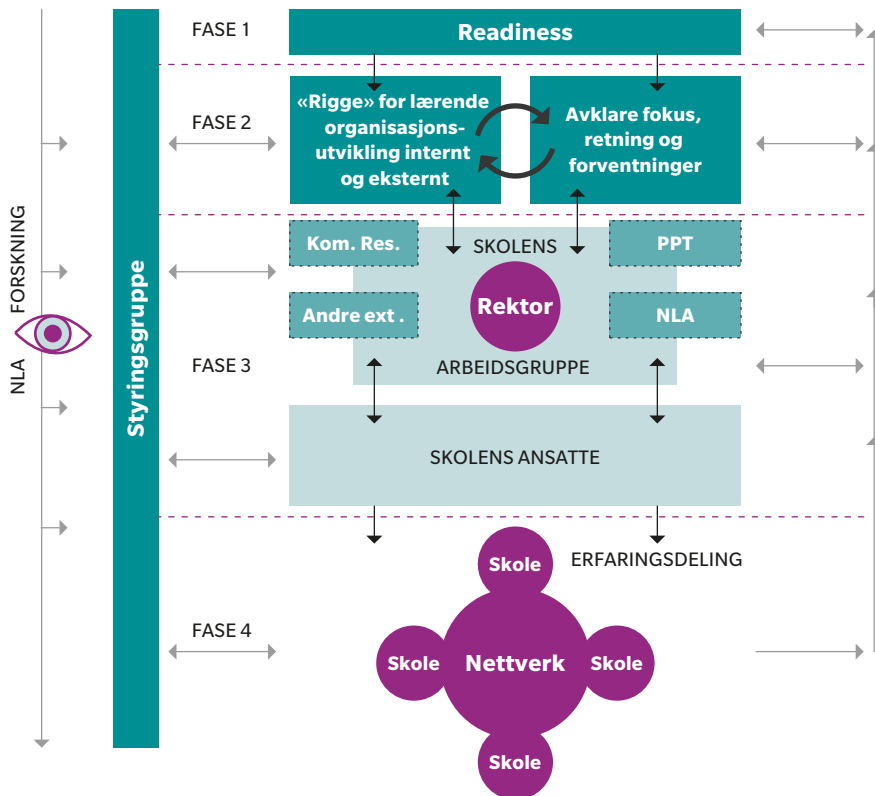 FASE 1
Readiness
FASE 2
«Rigge» for lærende
organisasjons-
utvikling internt
og eksternt
Avklare fokus,
retning og
forventninger
NLA FORSKNING
Styringsgruppe
FASE 3
Kom. Res.
SKOLENS
PPT
Andre ext .
Rektor
NLA
ARBEIDSGRUPPE
SKOLENS ANSATTE
ERFARINGSDELING
FASE 4
Skole
Skole
Nettverk
Skole
Skole